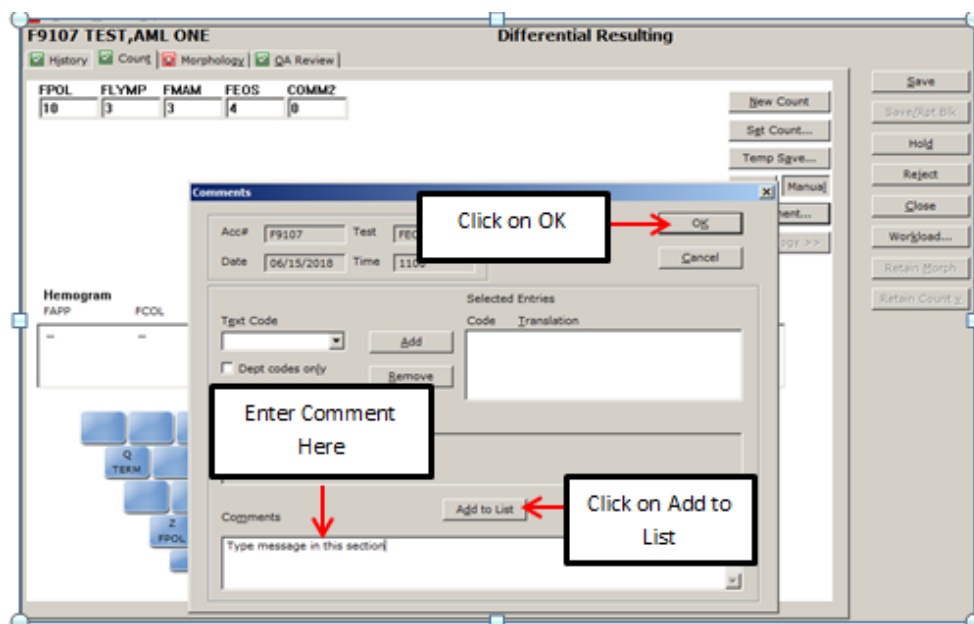 F9107 TEST,AML ONE
Differential Resulting
History Count Morphology QA Review
FPOL FLYMP FMAM FEOS COMM2
10 3 3 4 0
New Count
Set Count...
Temp Save...
Manual
Save
Save/Rpt Blk
Hold
Reject
Close
Workload...
Retain Morph
Retain Count
Comments
Acc# F9107 Test
Date 06/15/2018 Time
OK
Cancel
Click on OK
Hemogram
FAPP FCOL
Selected Entries
Text Code
Code Translation
Add
Dept codes only
Remove
Enter Comment
Here
Q
TERM
Z
FPOL
Add to List
Click on Add to
List
Comments
Type message in this section